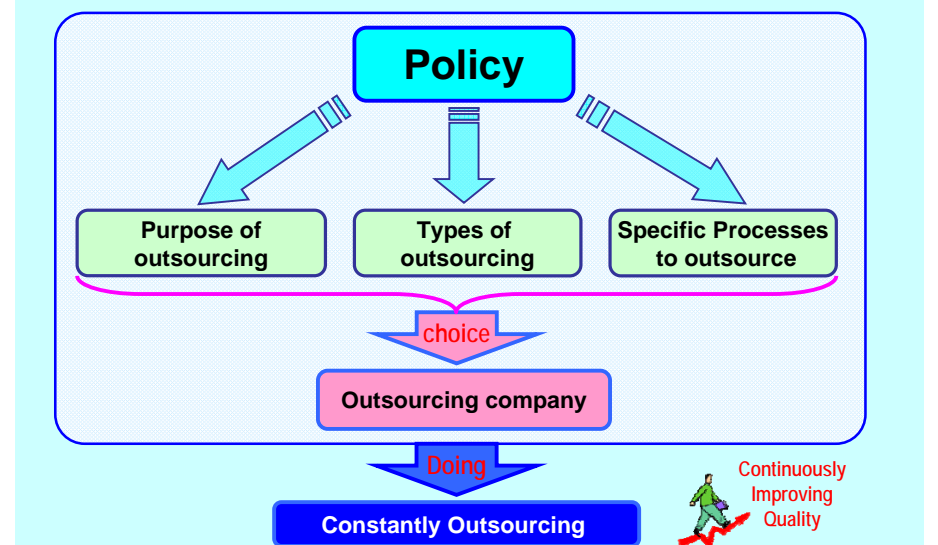 Policy
Purpose of
outsourcing
Types of
outsourcing
Specific Processes
to outsource
choice
Outsourcing company
Doing
Constantly Outsourcing
Continuously
Improving
Quality